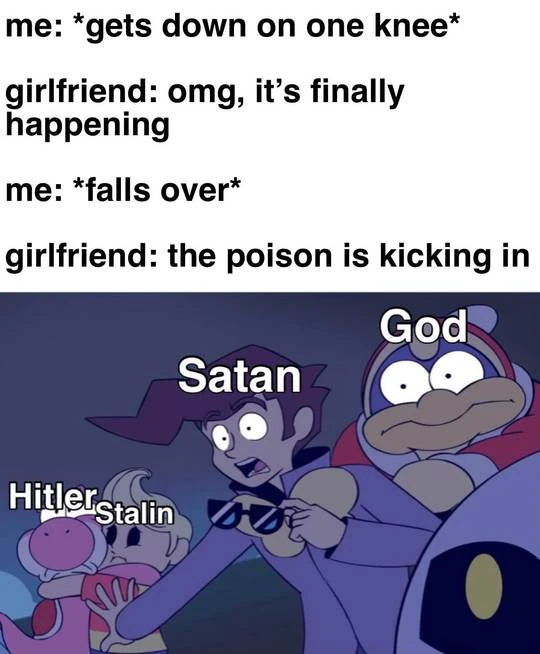 me: *gets down on one knee*
girlfriend: omg, it’s finally
happening
me: *falls over*
girlfriend: the poison is kicking in
God
Satan
Hitler
Stalin